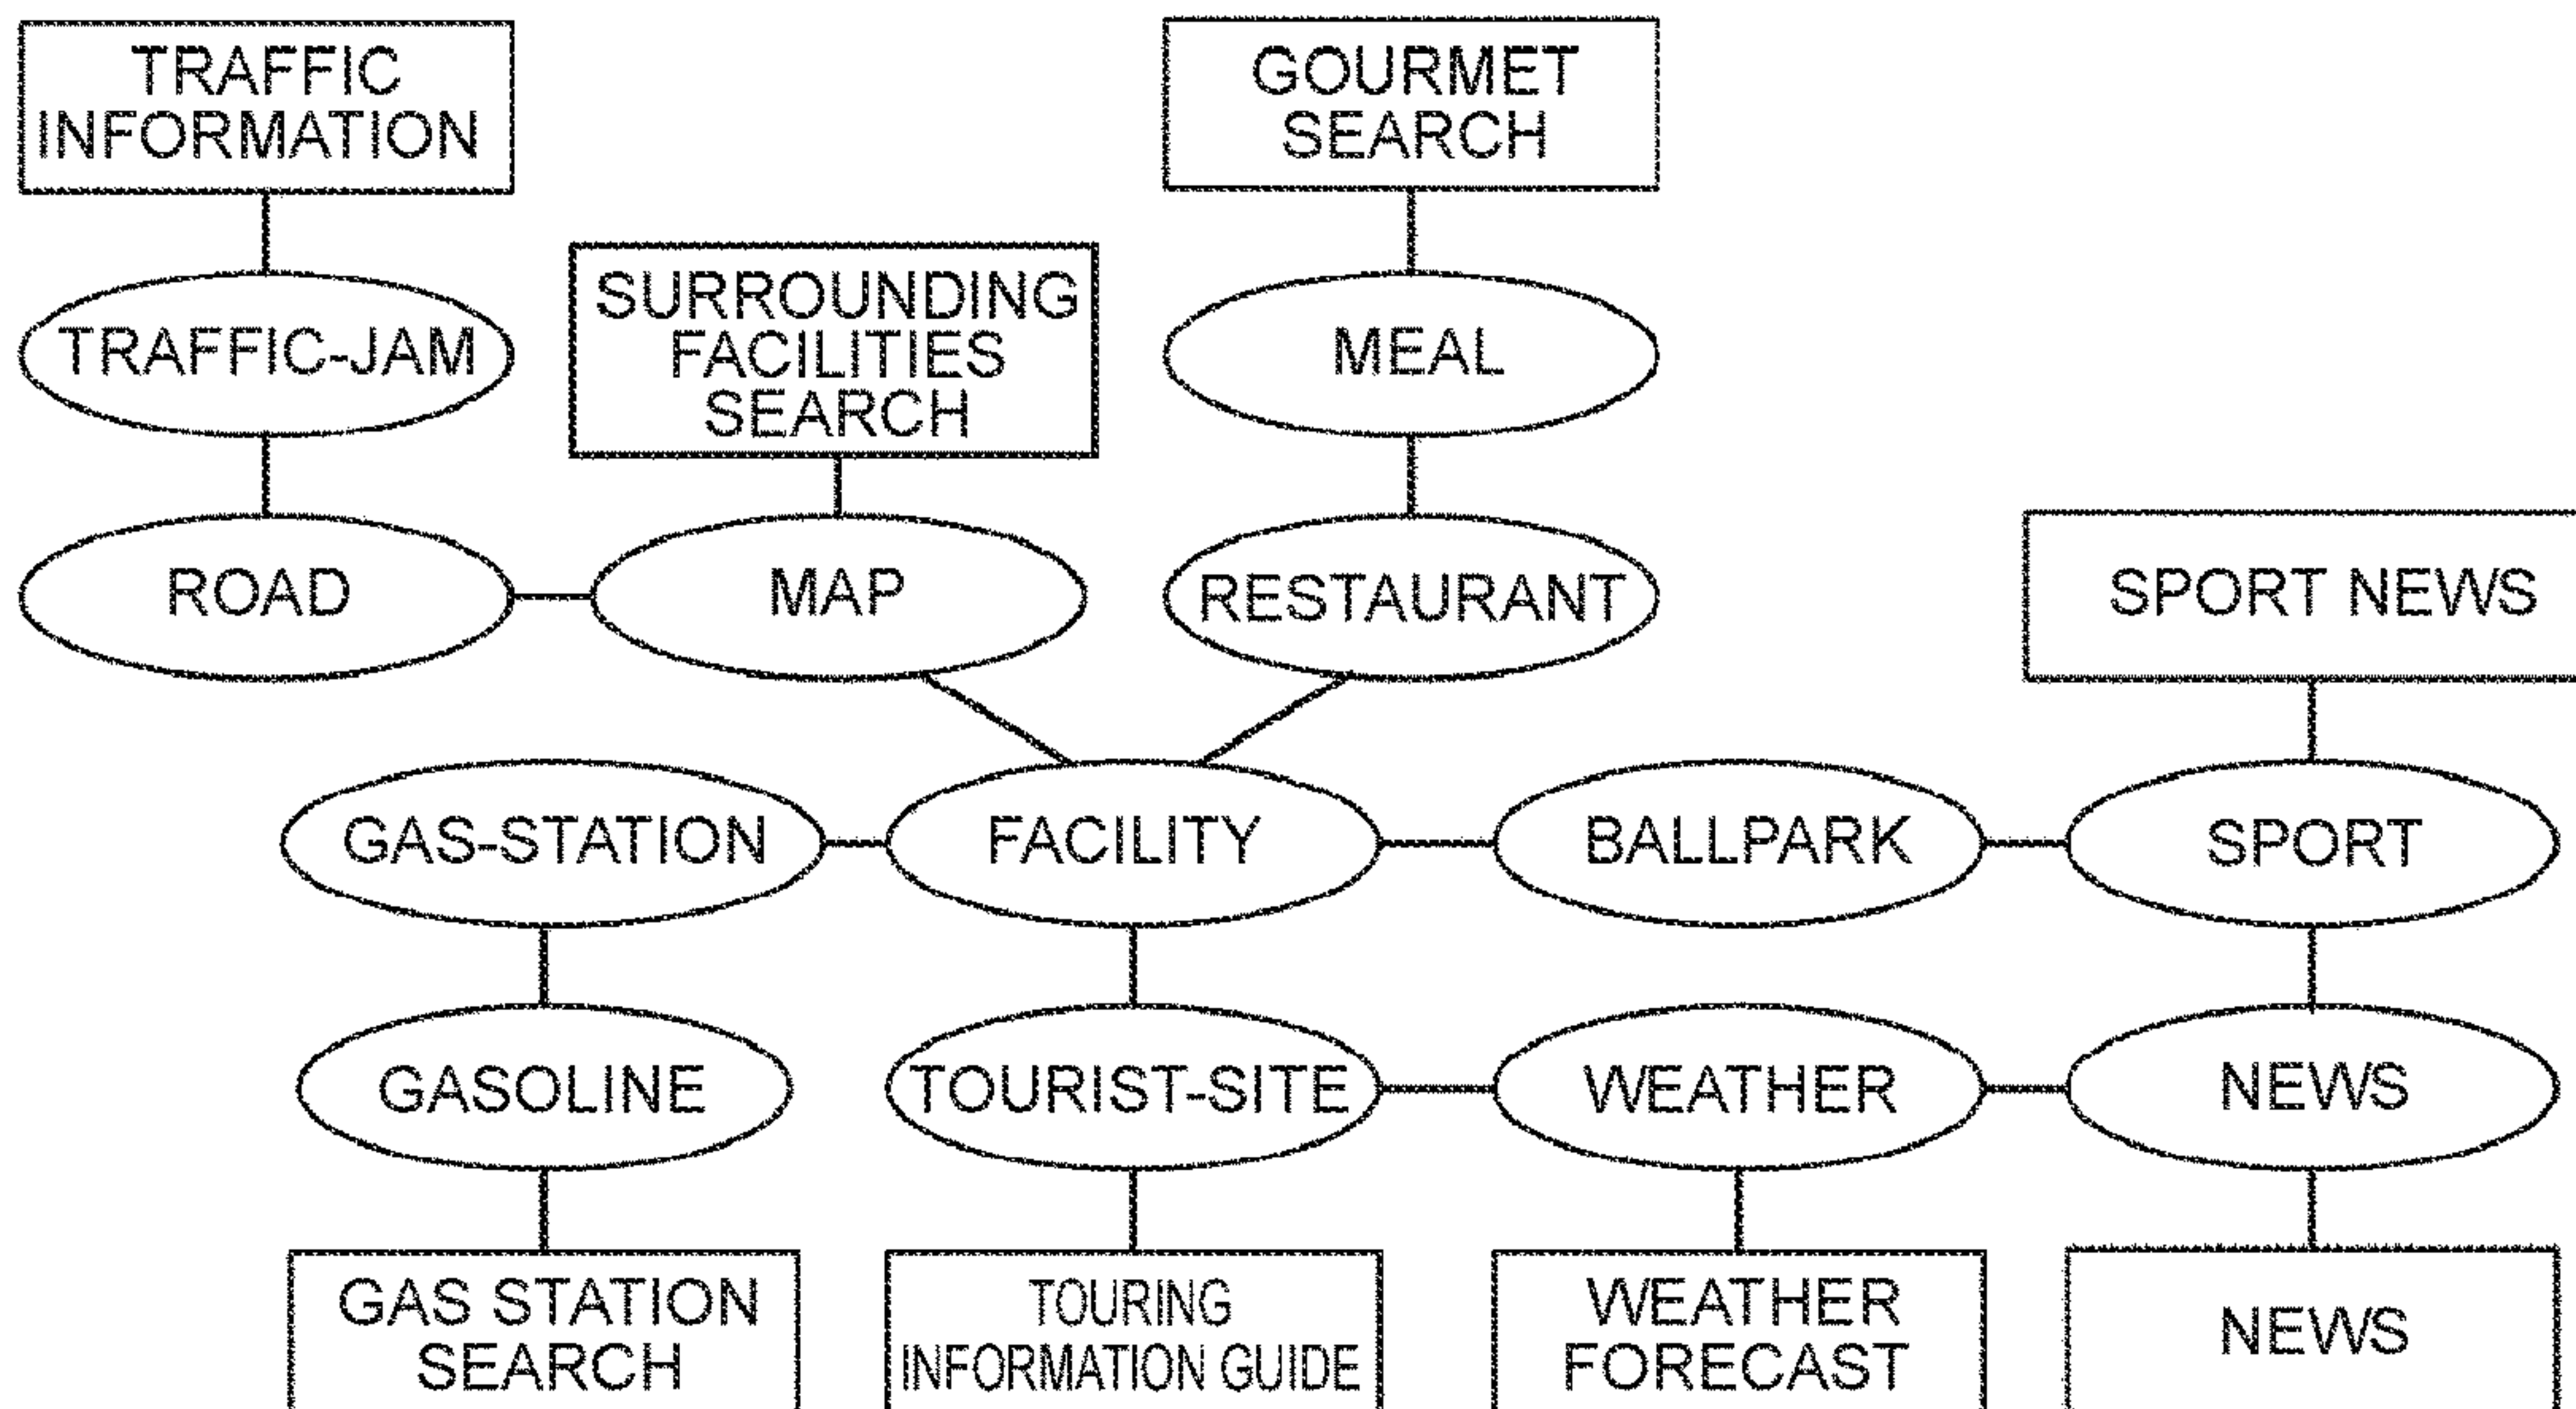 TRAFFIC
INFORMATION
GOURMET
SEARCH
TRAFFIC-JAM
SURROUNDING
FACILITIES
SEARCH
MEAL
ROAD
MAP
RESTAURANT
SPORT NEWS
GAS-STATION
FACILITY
BALLPARK
SPORT
GASOLINE
TOURIST-SITE
WEATHER
NEWS
GAS STATION
SEARCH
TOURING
INFORMATION GUIDE
WEATHER
FORECAST
NEWS